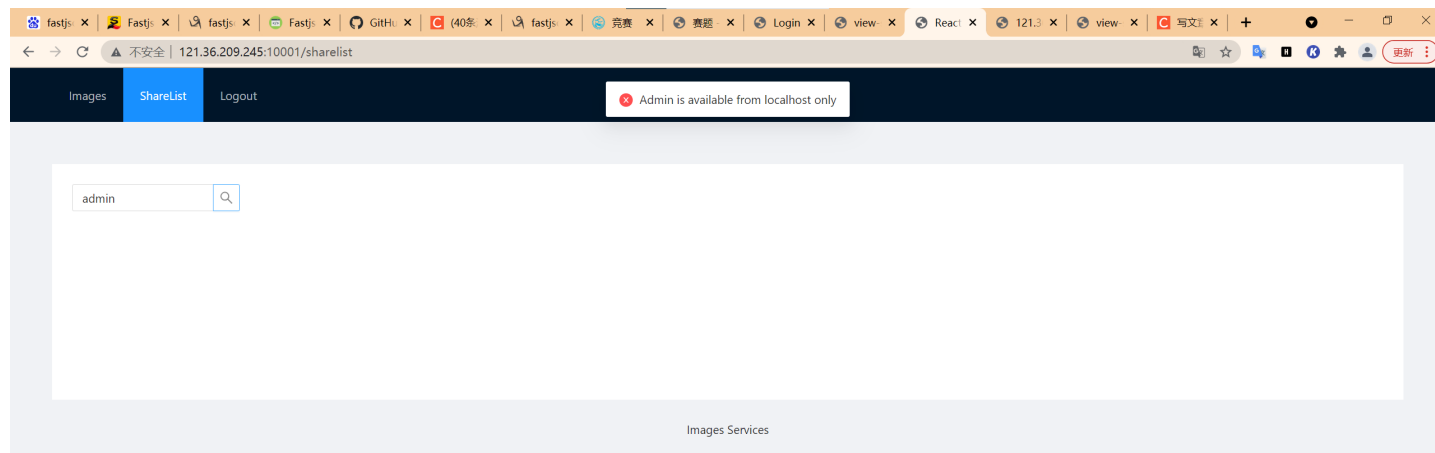 fastjs Fastjs fastjs Fastjs GitHu (40条 fastjs 竞赛 赛题 - Login view- React 121.3 view- 写文章
不安全 | 121.36.209.245:10001/sharelist 更新
Images ShareList Logout Admin is available from localhost only
admin
Images Services